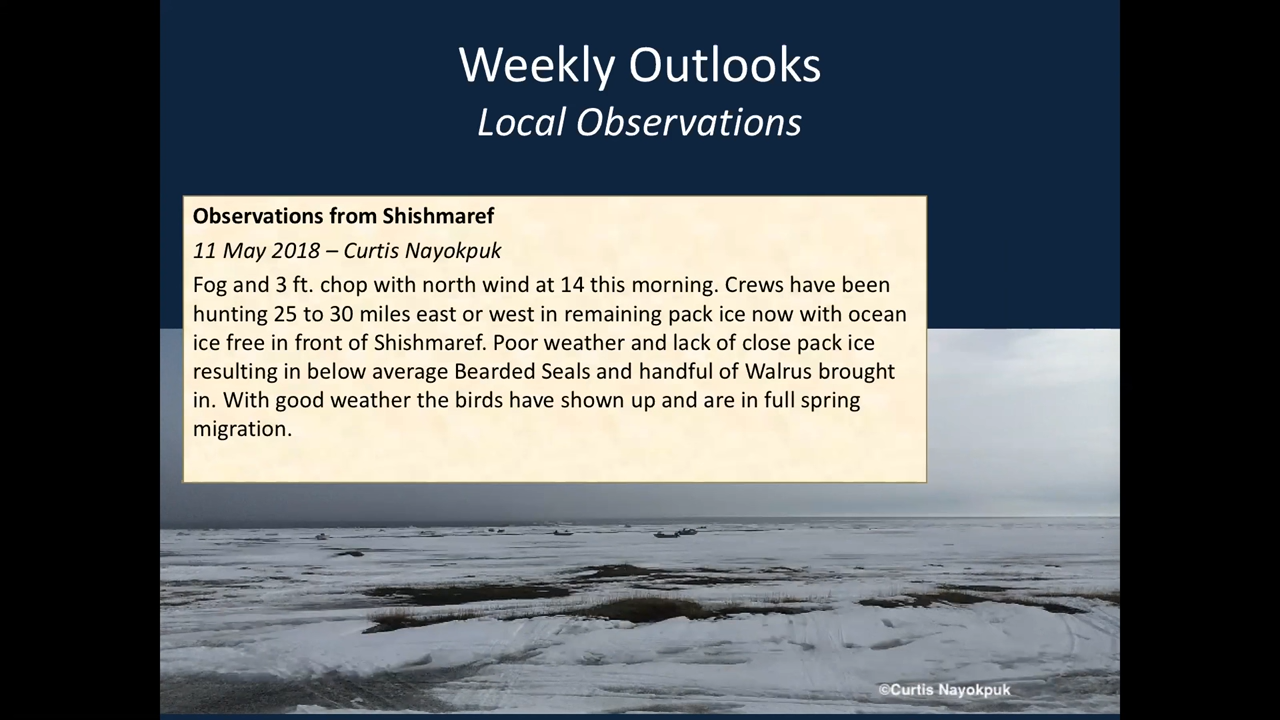 Weekly Outlooks
Local Observations
Observations from Shishmaref
11 May 2018 – Curtis Nayokpuk
Fog and 3 ft. chop with north wind at 14 this morning. Crews have been
hunting 25 to 30 miles east or west in remaining pack ice now with ocean
ice free in front of Shishmaref. Poor weather and lack of close pack ice
resulting in below average Bearded Seals and handful of Walrus brought
in. With good weather the birds have shown up and are in full spring
migration.
©Curtis Nayokpuk